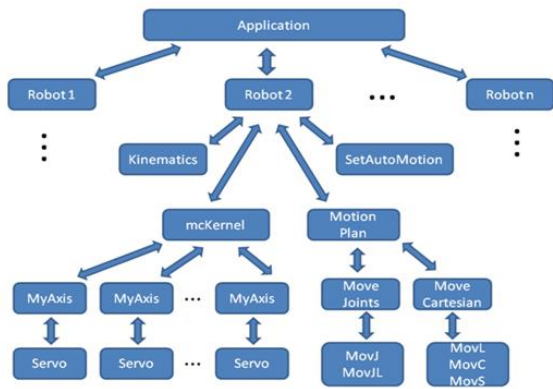 Application
Robot 1
Robot 2
...
Robot n
Kinematics
SetAutoMotion
mcKernel
Motion
Plan
MyAxis
MyAxis
...
MyAxis
Move
Joints
Move
Cartesian
Servo
Servo
...
Servo
MovJ
MovJL
MovL
MovC
MovS